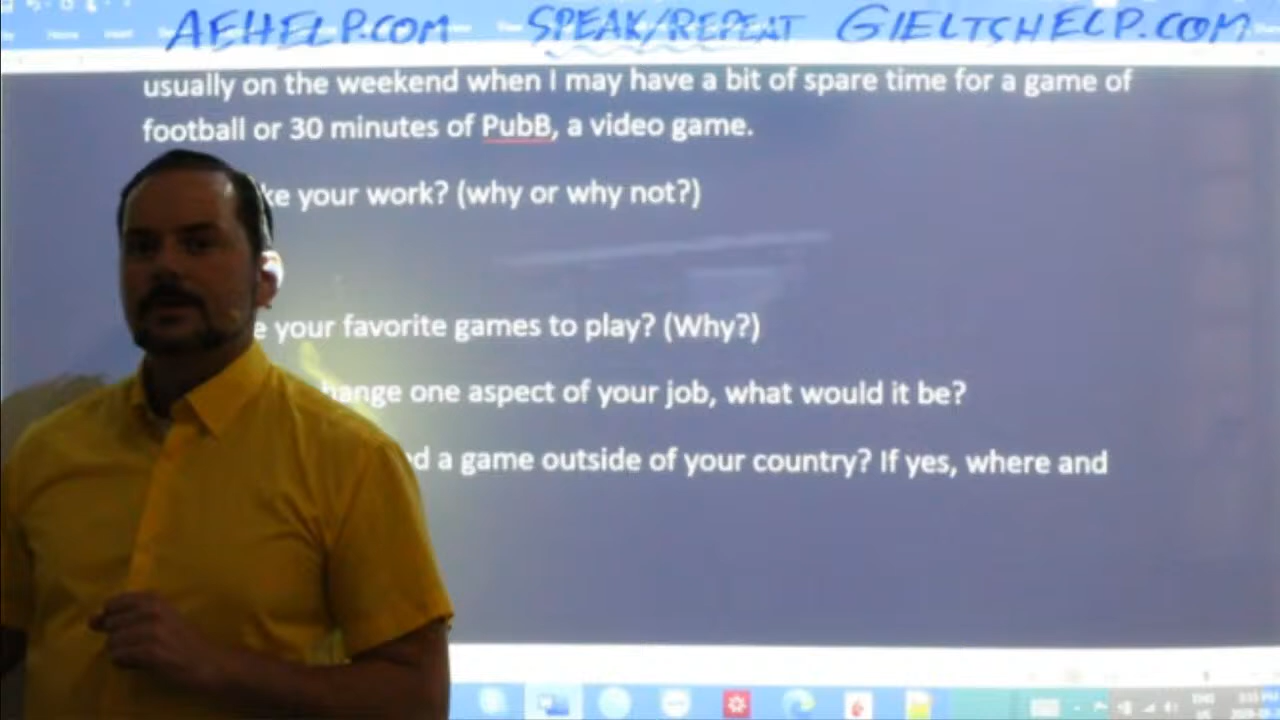 AEHELP.COM SPEAK/REPEAT GIELTSHELP.COM
usually on the weekend when I may have a bit of spare time for a game of
football or 30 minutes of PubB, a video game.
ke your work? (why or why not?)
e your favorite games to play? (Why?)
hange one aspect of your job, what would it be?
d a game outside of your country? If yes, where and